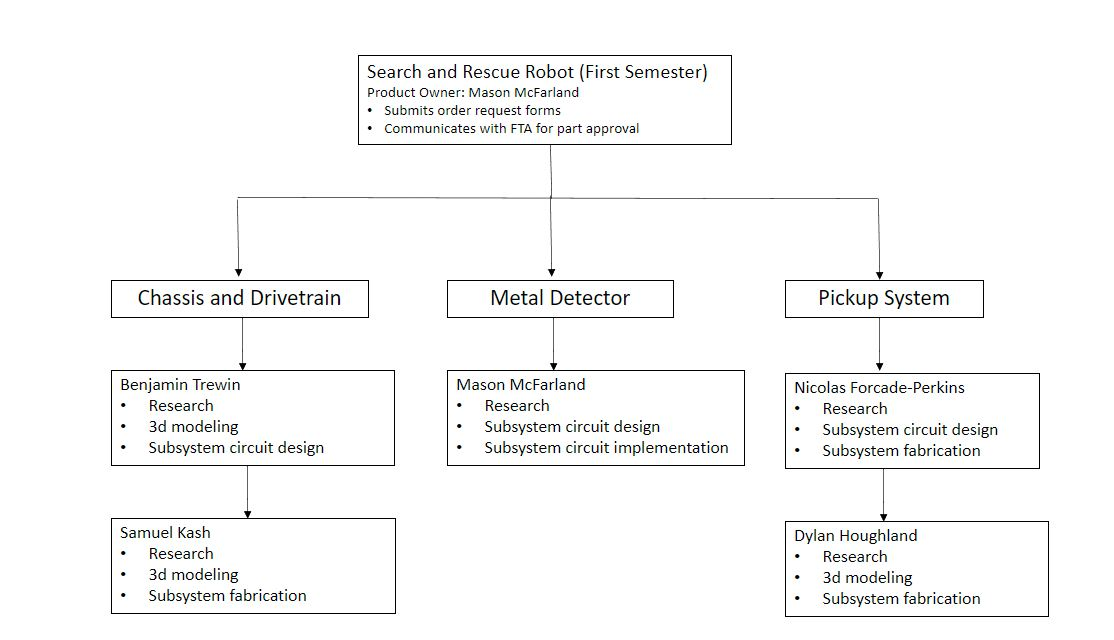 Search and Rescue Robot (First Semester)
Product Owner: Mason McFarland
• Submits order request forms
• Communicates with FTA for part approval
Chassis and Drivetrain
Metal Detector
Pickup System
Benjamin Trewin
• Research
• 3d modeling
• Subsystem circuit design
Mason McFarland
• Research
• Subsystem circuit design
• Subsystem circuit implementation
Nicolas Forcade-Perkins
• Research
• Subsystem circuit design
• Subsystem fabrication
Samuel Kash
• Research
• 3d modeling
• Subsystem fabrication
Dylan Houghland
• Research
• 3d modeling
• Subsystem fabrication